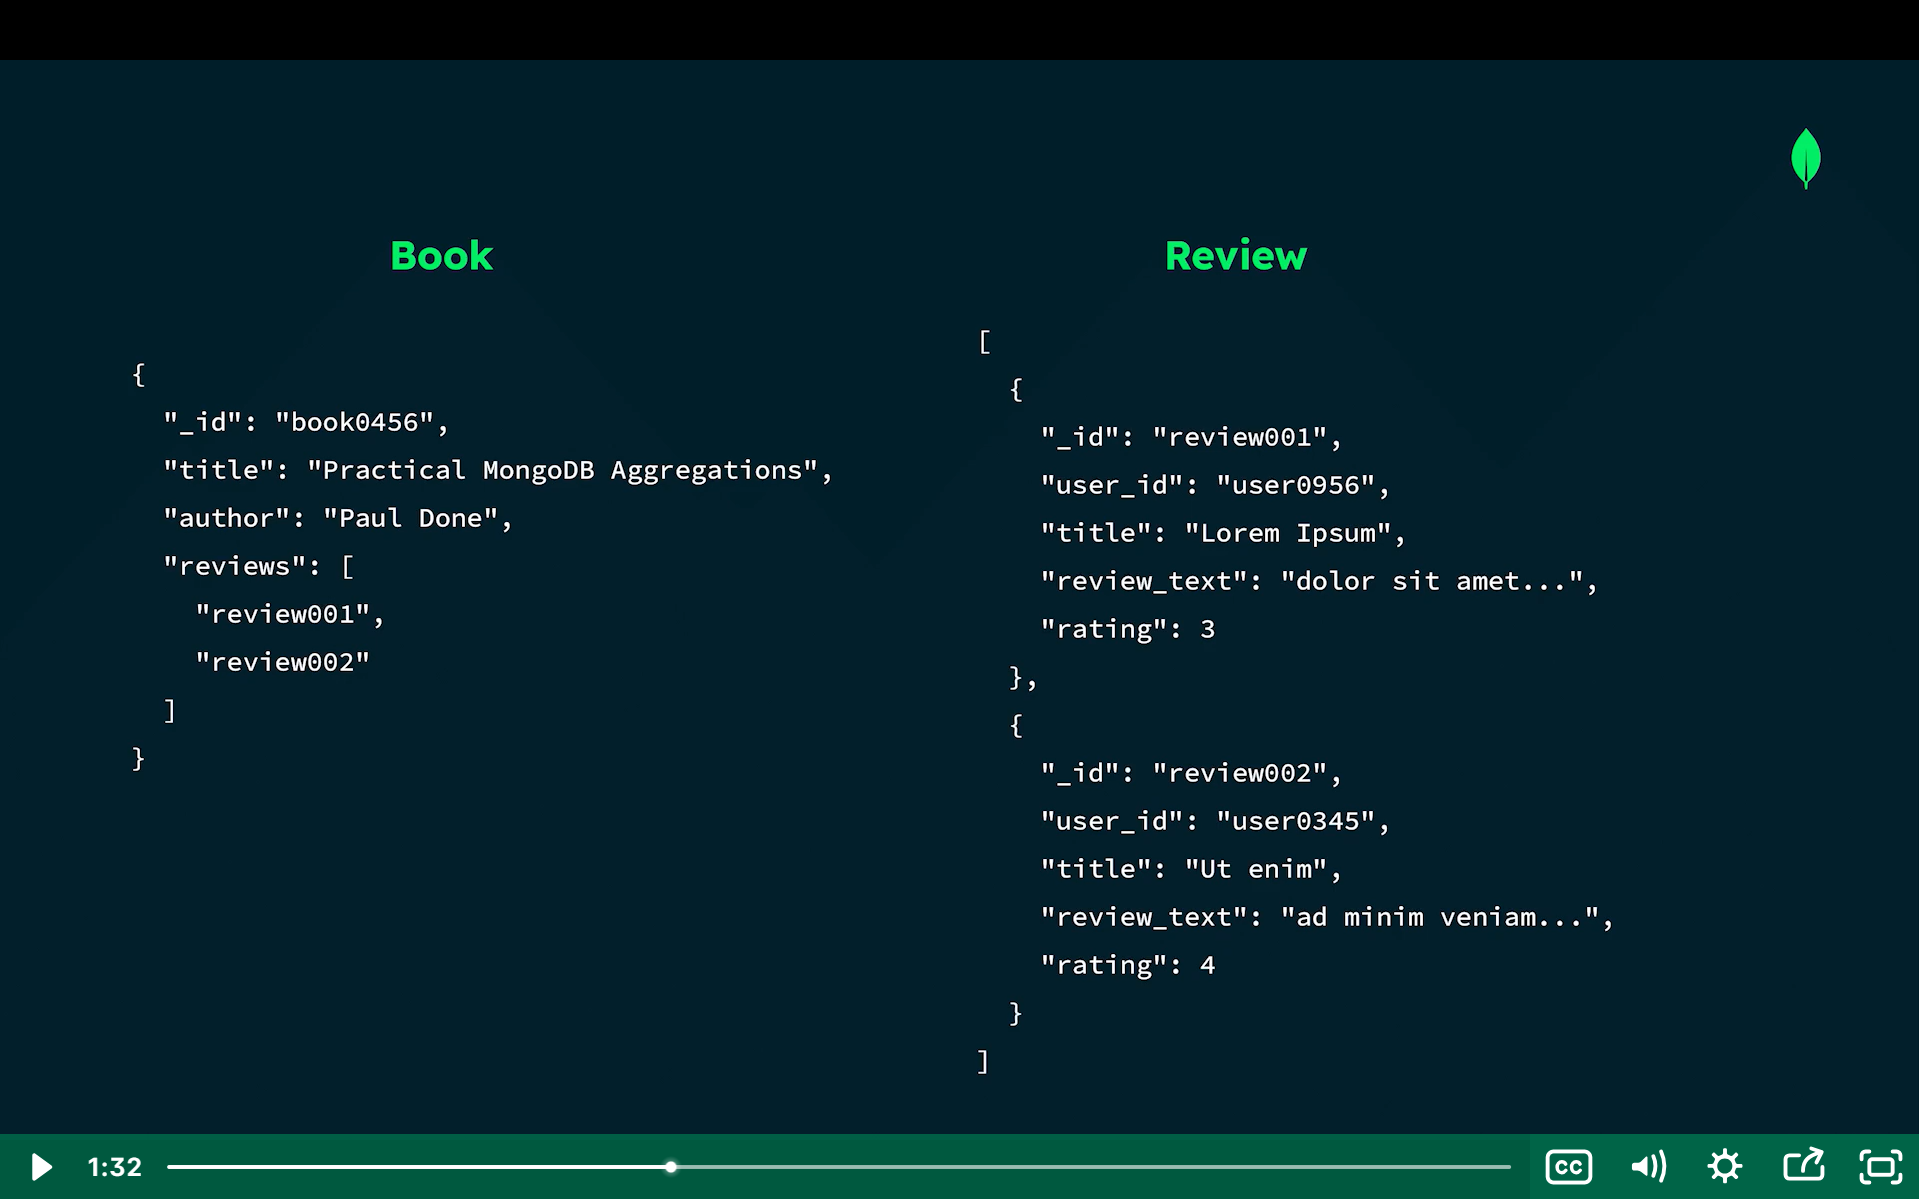 Book
{
  "_id": "book0456",
  "title": "Practical MongoDB Aggregations",
  "author": "Paul Done",
  "reviews": [
    "review001",
    "review002"
  ]
}
Review
[
  {
    "_id": "review001",
    "user_id": "user0956",
    "title": "Lorem Ipsum",
    "review_text": "dolor sit amet...",
    "rating": 3
  },
  {
    "_id": "review002",
    "user_id": "user0345",
    "title": "Ut enim",
    "review_text": "ad minim veniam...",
    "rating": 4
  }
]
1:32
CC